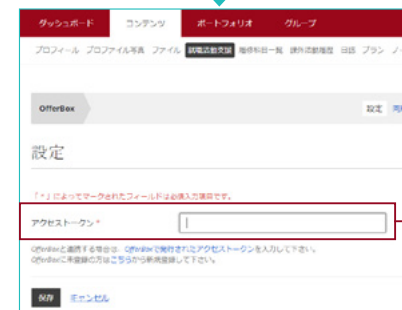 ダッシュボード コンテンツ ポートフォリオ グループ
プロフィール プロファイル写真 ファイル 就職活動支援 履修科目一覧 課外活動履歴 日誌 プラン ノー
OfferBox 設定
設定
「*」によってマークされたフィールドは必須入力項目です。
アクセストークン *
OfferBoxと連携する場合は、OfferBoxで発行されたアクセストークンを入力して下さい。
OfferBoxに未登録の方はこちらから新規登録して下さい。
保存 キャンセル